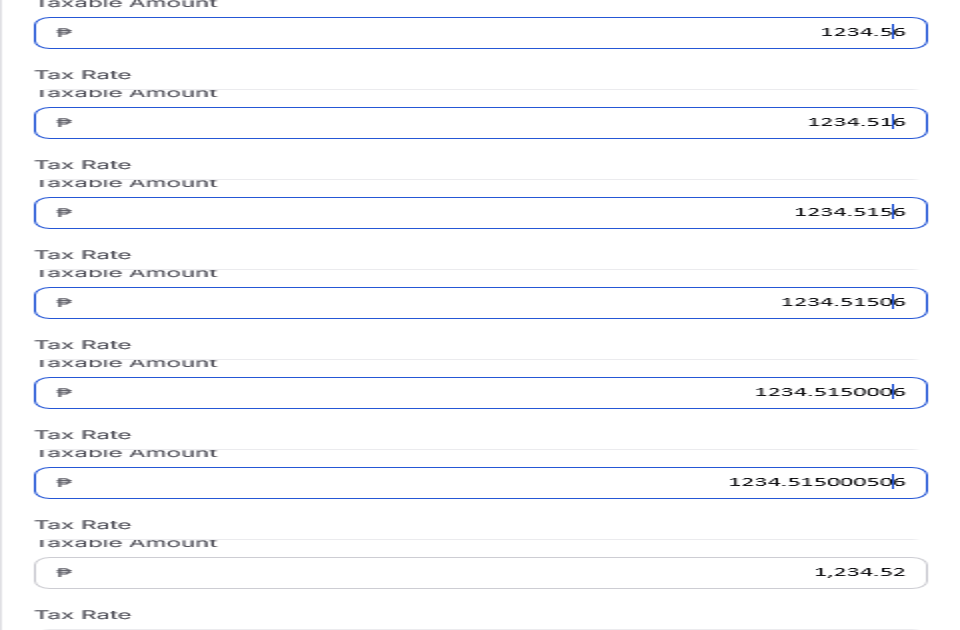 Taxable Amount
₱ 1234.56
Tax Rate
Taxable Amount
₱ 1234.516
Tax Rate
Taxable Amount
₱ 1234.5156
Tax Rate
Taxable Amount
₱ 1234.51506
Tax Rate
Taxable Amount
₱ 1234.5150006
Tax Rate
Taxable Amount
₱ 1234.515000506
Tax Rate
Taxable Amount
₱ 1,234.52
Tax Rate